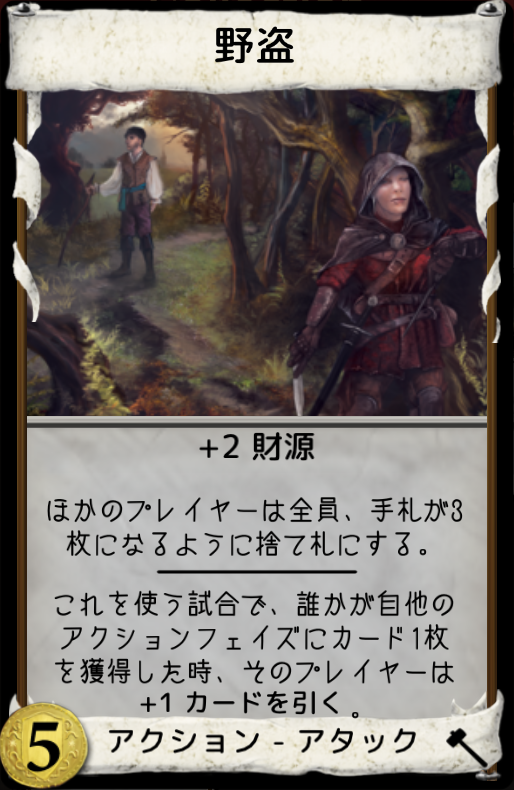 野盗
+2 財源
ほかのプレイヤーは全員、手札が3
枚になるように捨て札にする。
これを使う試合で、誰かが自他の
アクションフェイズにカード1枚
を獲得した時、そのプレイヤーは
+1 カードを引く。
5
アクション - アタック